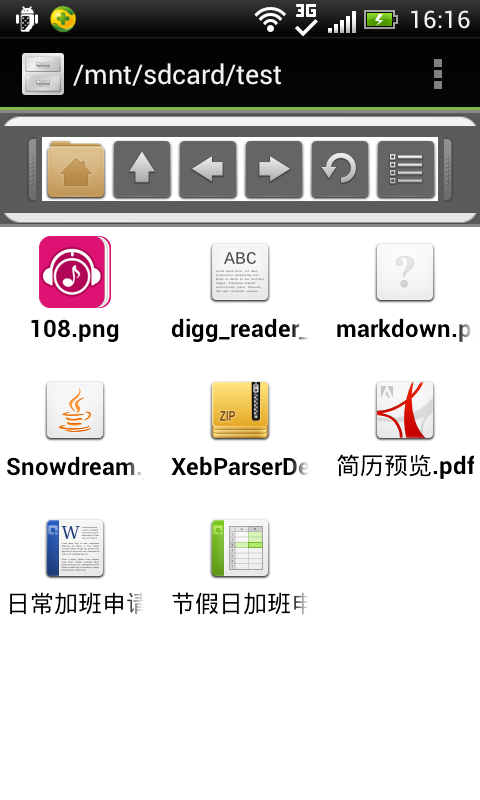 3G
16:16
/mnt/sdcard/test
ABC
108.png
digg_reader_
markdown.p
ZIP
Snowdream.
XebParserDe
简历预览.pdf
W
日常加班申请
节假日加班申